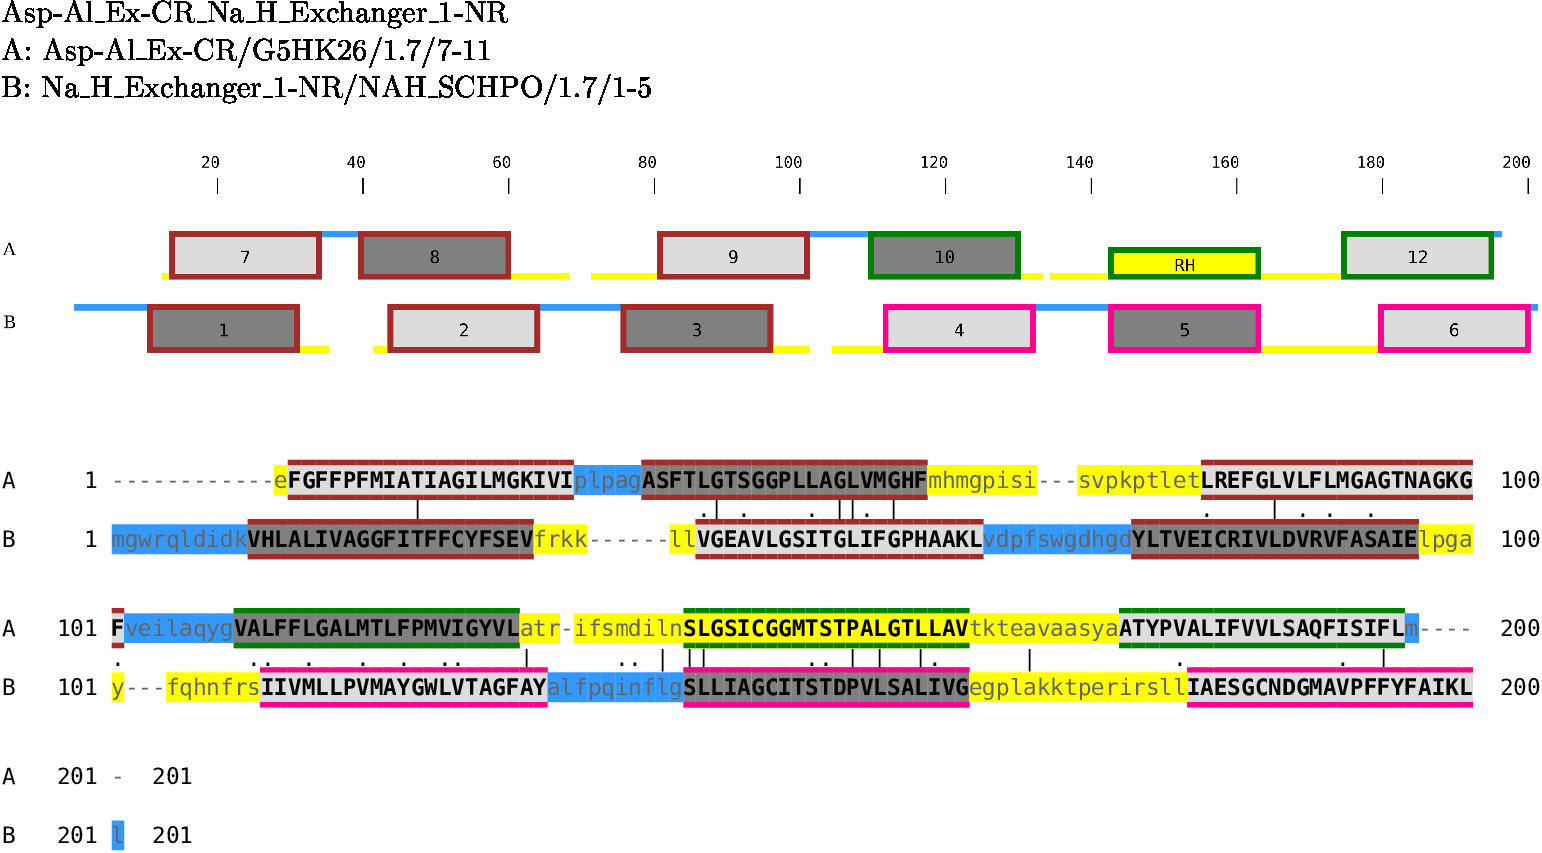 Asp-Al_Ex-CR_Na_H_Exchanger_1-NR
A: Asp-Al_Ex-CR/G5HK26/1.7/7-11
B: Na_H_Exchanger_1-NR/NAH_SCHPO/1.7/1-5
20 40 60 80 100 120 140 160 180 200
A 7 8 9 10 RH 12
B 1 2 3 4 5 6
A 1 ------------eFGFFPFMIATIAGILMGKIVIplpagASFTLGTSGGPLLAGLVMGHFmhmgpisi---svpkptletLREFGLVLFLMGAGTNAGKG 100
B 1 mgwrqldidkVHLALIVAGGFITFFCYFSEVfrkk------llVGEAVLGSITGLIFGPHAAKLvdpfswgdhgdYLTVEICRIVLDVRVFASAIElpga 100
A 101 FveilaqygVALFFLGALMTLFPMVIGYVLatr-ifsmdilnSLGSICGGMTSTPALGTLLAVtkteavaasyaATYPVALIFVVLSAQFISIFLm---- 200
B 101 y---fqhnfrsIIVMLLPVMAYGWLVTAGFAYalfpqinflgSLLIAGCITSTDPVLSALIVGegplakktperirsllIAESGCNDGMAVPFFYFAIKL 200
A 201 - 201
B 201 l 201